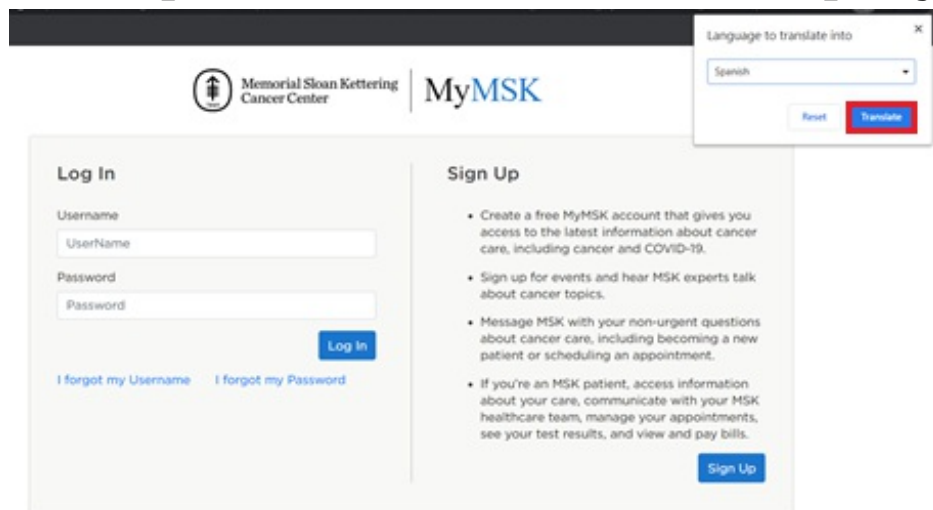 Language to translate into
Spanish
Reset
Translate
Memorial Sloan Kettering
Cancer Center
MyMSK
Log In
Username
UserName
Password
Password
Log In
I forgot my Username
I forgot my Password
Sign Up
• Create a free MyMSK account that gives you
access to the latest information about cancer
care, including cancer and COVID-19.
• Sign up for events and hear MSK experts talk
about cancer topics.
• Message MSK with your non-urgent questions
about cancer care, including becoming a new
patient or scheduling an appointment.
• If you're an MSK patient, access information
about your care, communicate with your MSK
healthcare team, manage your appointments,
see your test results, and view and pay bills.
Sign Up